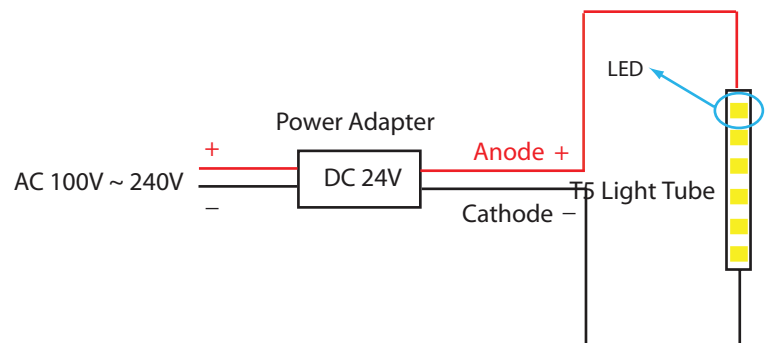 LED
Power Adapter
+
Anode +
AC 100V ~ 240V
DC 24V
T5 Light Tube
–
Cathode –